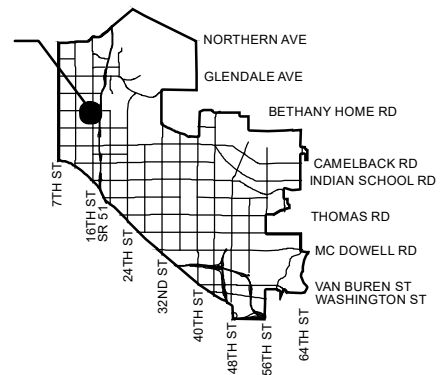 NORTHERN AVE
GLENDALE AVE
BETHANY HOME RD
CAMELBACK RD
INDIAN SCHOOL RD
THOMAS RD
MC DOWELL RD
VAN BUREN ST
WASHINGTON ST
7TH ST
16TH ST
SR 51
24TH ST
32ND ST
40TH ST
48TH ST
56TH ST
64TH ST